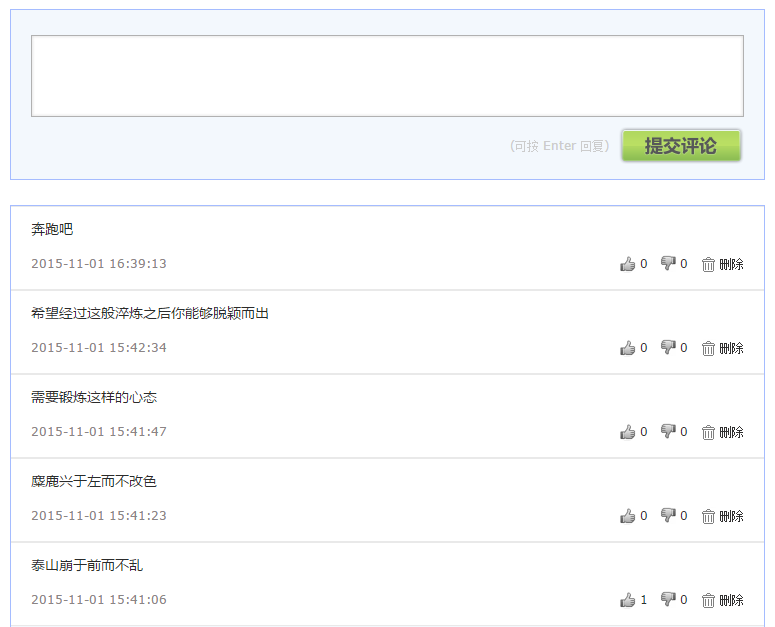 (可按 Enter 回复) 提交评论
奔跑吧
2015-11-01 16:39:13 0 0 删除
希望经过这般淬炼之后你能够脱颖而出
2015-11-01 15:42:34 0 0 删除
需要锻炼这样的心态
2015-11-01 15:41:47 0 0 删除
麋鹿兴于左而不改色
2015-11-01 15:41:23 0 0 删除
泰山崩于前而不乱
2015-11-01 15:41:06 1 0 删除